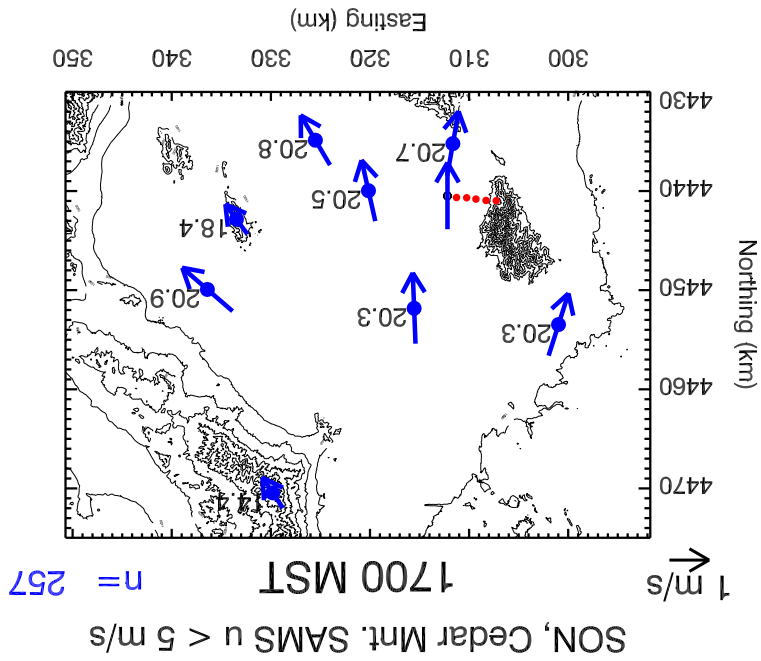 SON, Cedar Mnt. SAMS u < 5 m/s
1 m/s
1700 MST
n= 257
4470
14.4
4460
Northing (km)
20.3
20.3
4450
20.9
18.4
4440
20.5
20.7
20.8
4430
300 310 320 330 340 350
Easting (km)